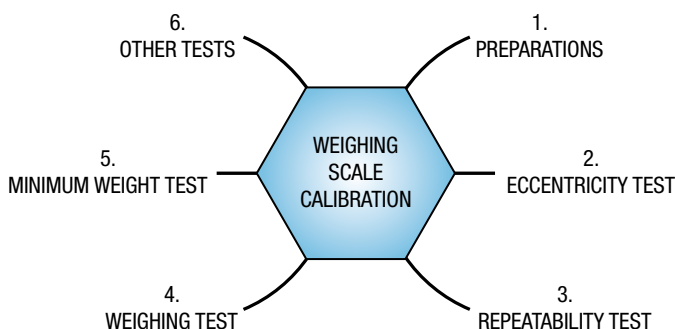 WEIGHING
SCALE
CALIBRATION
1.
PREPARATIONS
2.
ECCENTRICITY TEST
3.
REPEATABILITY TEST
4.
WEIGHING TEST
5.
MINIMUM WEIGHT TEST
6.
OTHER TESTS